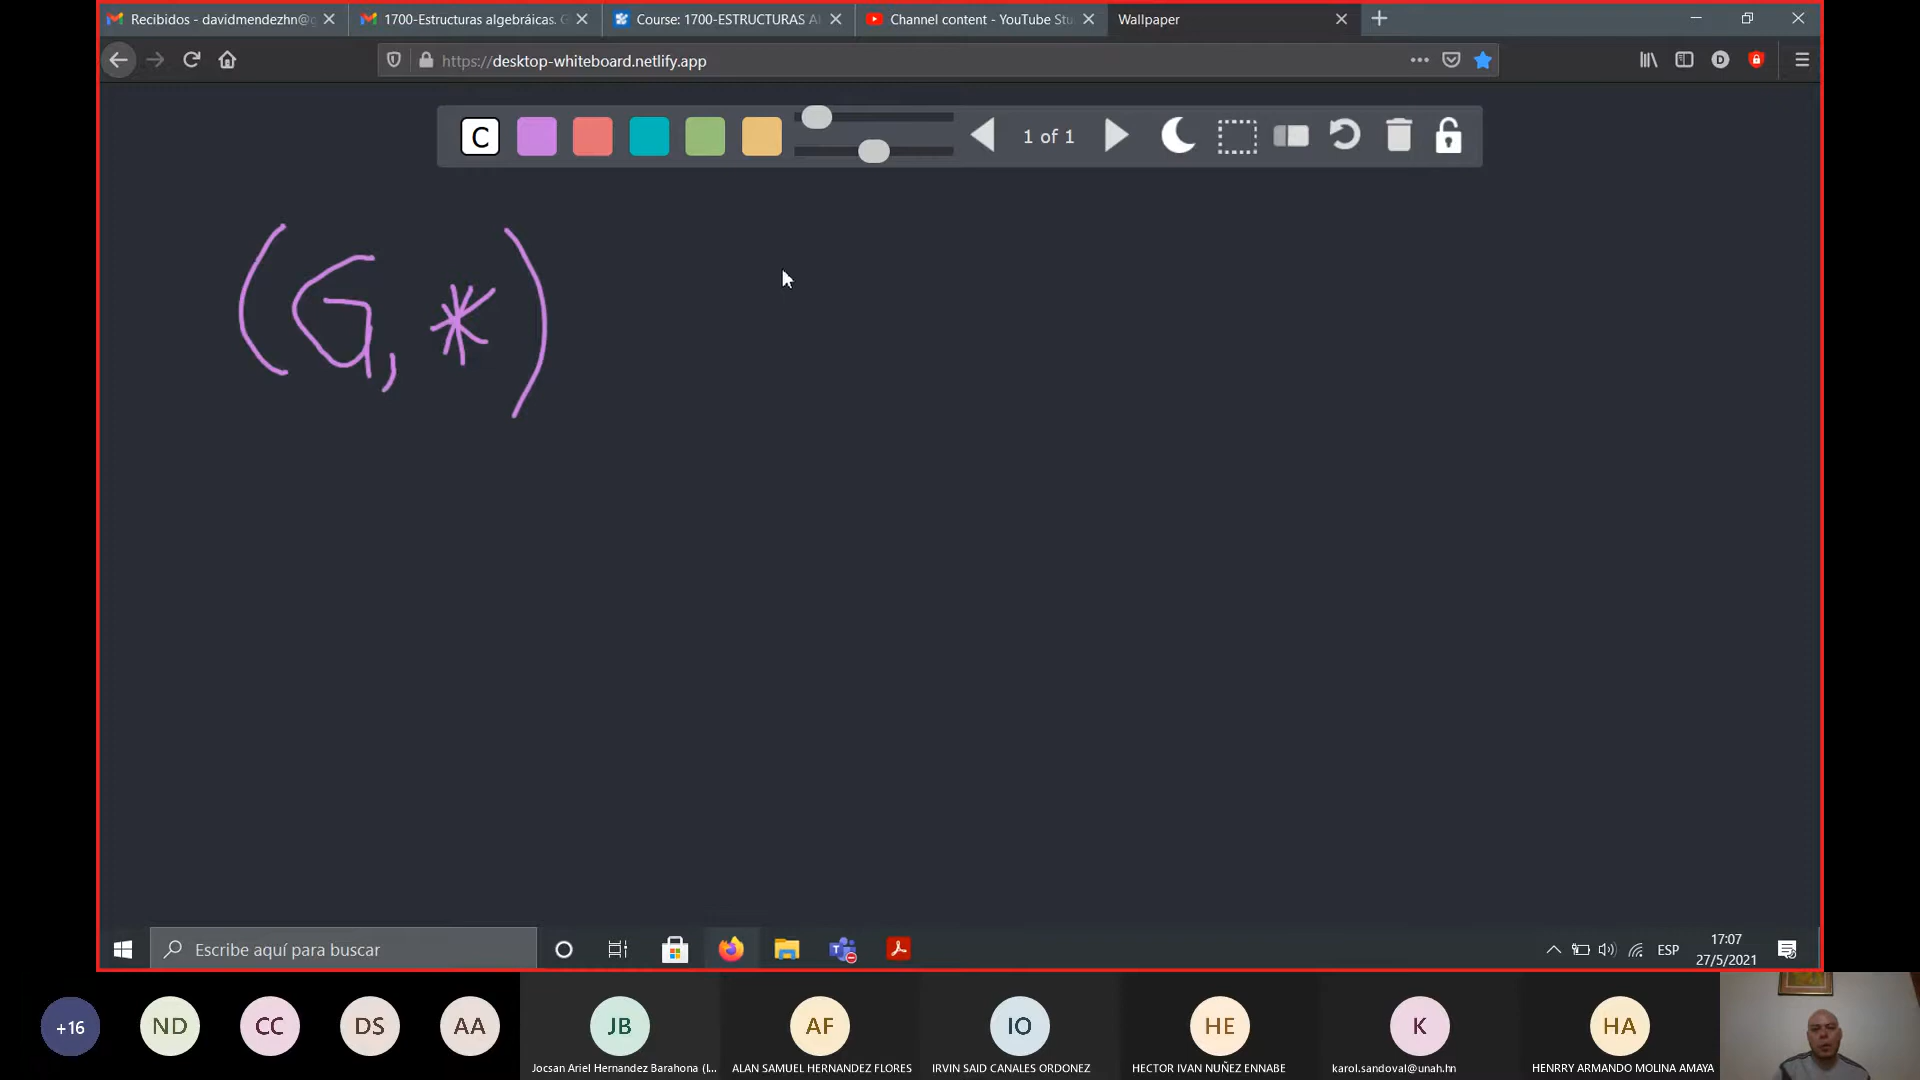 Recibidos - davidmendezhn@g
1700-Estructuras algebráicas. G
Course: 1700-ESTRUCTURAS AL
Channel content - YouTube Stu
Wallpaper
https://desktop-whiteboard.netlify.app
D
C
1 of 1
(G, *)
Escribe aquí para buscar
ESP
17:07
27/5/2021
+16
ND
CC
DS
AA
JB
AF
IO
HE
K
HA
Jocsan Ariel Hernandez Barahona (I...
ALAN SAMUEL HERNANDEZ FLORES
IRVIN SAID CANALES ORDONEZ
HECTOR IVAN NUÑEZ ENNABE
karol.sandoval@unah.hn
HENRRY ARMANDO MOLINA AMAYA